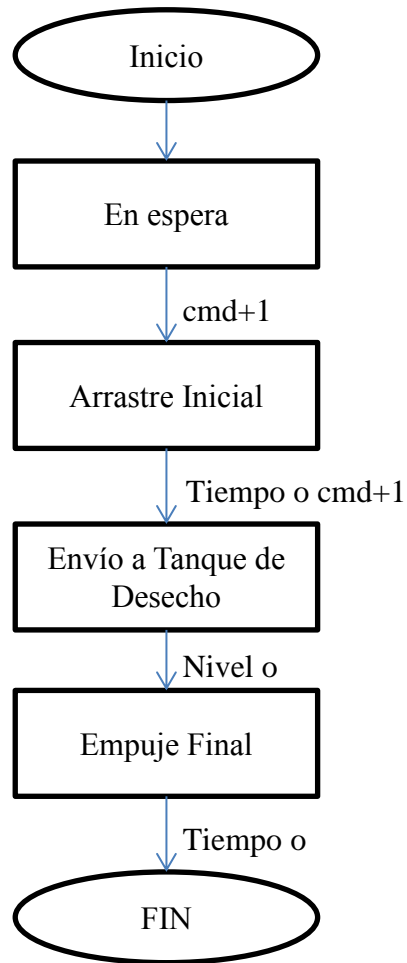 Inicio
En espera
cmd+1
Arrastre Inicial
Tiempo o cmd+1
Envío a Tanque de
Desecho
Nivel o
Empuje Final
Tiempo o
FIN